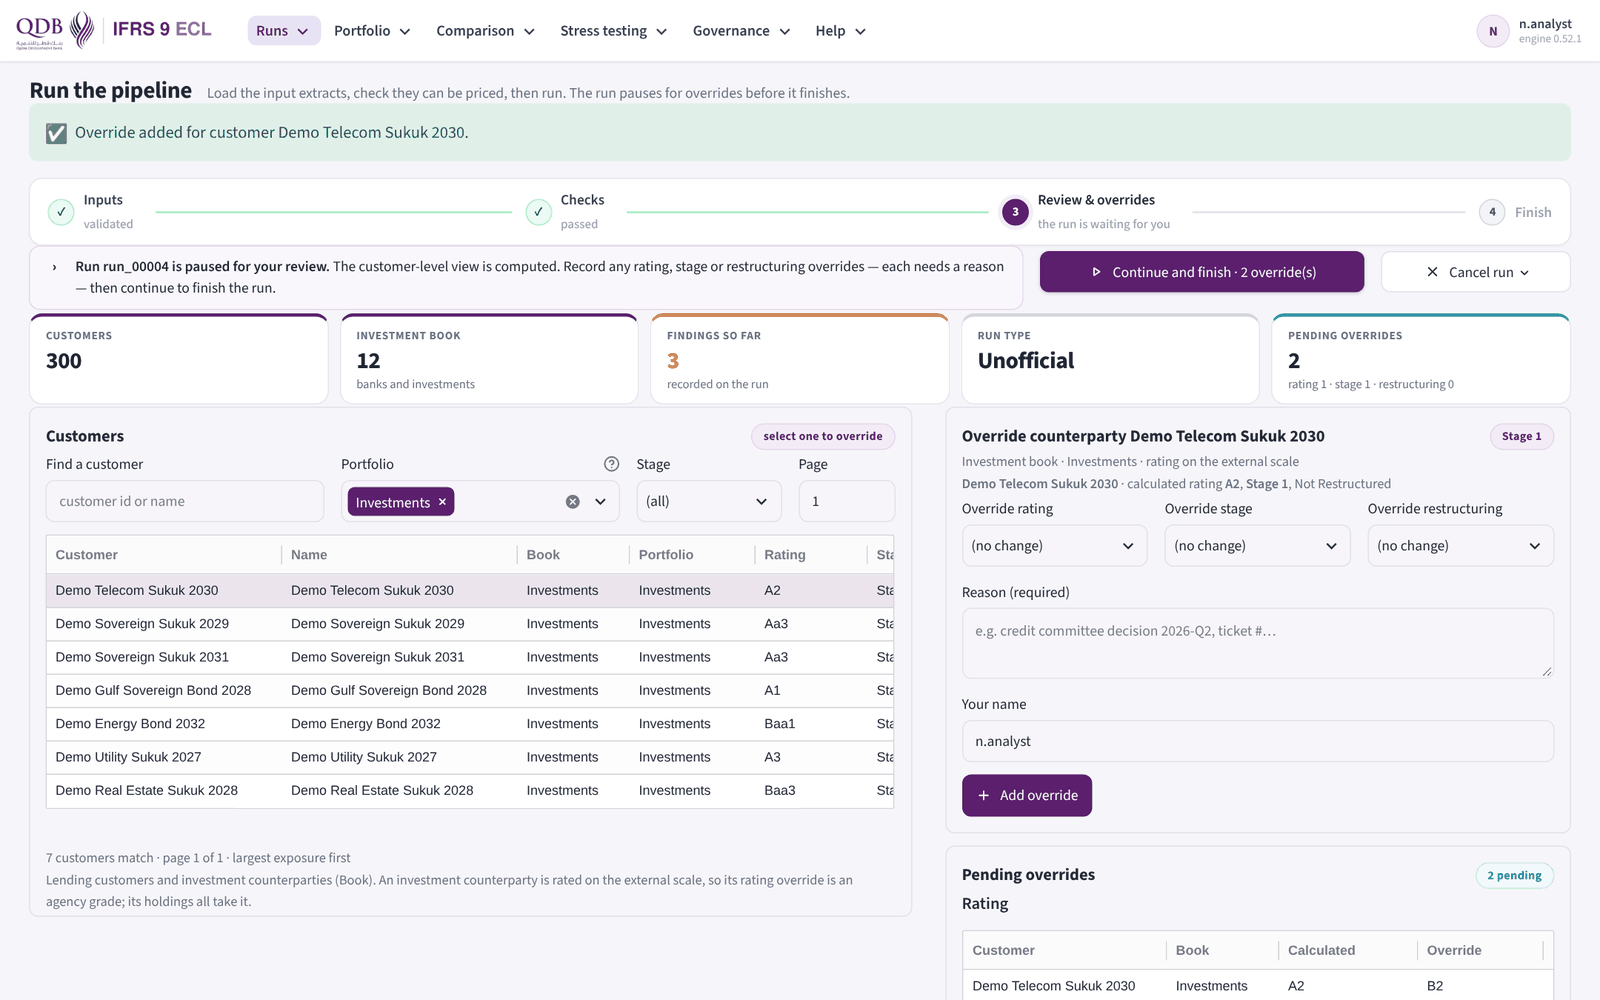 QDB
IFRS 9 ECL
Runs
Portfolio
Comparison
Stress testing
Governance
Help
N
n.analyst
engine 0.52.1
Run the pipeline
Load the input extracts, check they can be priced, then run. The run pauses for overrides before it finishes.
Override added for customer Demo Telecom Sukuk 2030.
Inputs
validated
Checks
passed
3
Review & overrides
the run is waiting for you
4
Finish
Run run_00004 is paused for your review. The customer-level view is computed. Record any rating, stage or restructuring overrides — each needs a reason
— then continue to finish the run.
Continue and finish · 2 override(s)
Cancel run
CUSTOMERS
300
INVESTMENT BOOK
12
banks and investments
FINDINGS SO FAR
3
recorded on the run
RUN TYPE
Unofficial
PENDING OVERRIDES
2
rating 1 · stage 1 · restructuring 0
Customers
select one to override
Find a customer
Portfolio
Stage
Page
customer id or name
Investments ×
(all)
1
Customer Name Book Portfolio Rating Sta
Demo Telecom Sukuk 2030 Demo Telecom Sukuk 2030 Investments Investments A2 Sta
Demo Sovereign Sukuk 2029 Demo Sovereign Sukuk 2029 Investments Investments Aa3 Sta
Demo Sovereign Sukuk 2031 Demo Sovereign Sukuk 2031 Investments Investments Aa3 Sta
Demo Gulf Sovereign Bond 2028 Demo Gulf Sovereign Bond 2028 Investments Investments A1 Sta
Demo Energy Bond 2032 Demo Energy Bond 2032 Investments Investments Baa1 Sta
Demo Utility Sukuk 2027 Demo Utility Sukuk 2027 Investments Investments A3 Sta
Demo Real Estate Sukuk 2028 Demo Real Estate Sukuk 2028 Investments Investments Baa3 Sta
7 customers match · page 1 of 1 · largest exposure first
Lending customers and investment counterparties (Book). An investment counterparty is rated on the external scale, so its rating override is an
agency grade; its holdings all take it.
Override counterparty Demo Telecom Sukuk 2030
Stage 1
Investment book · Investments · rating on the external scale
Demo Telecom Sukuk 2030 · calculated rating A2, Stage 1, Not Restructured
Override rating
Override stage
Override restructuring
(no change)
(no change)
(no change)
Reason (required)
e.g. credit committee decision 2026-Q2, ticket #…
Your name
n.analyst
+ Add override
Pending overrides
2 pending
Rating
Customer Book Calculated Override
Demo Telecom Sukuk 2030 Investments A2 B2